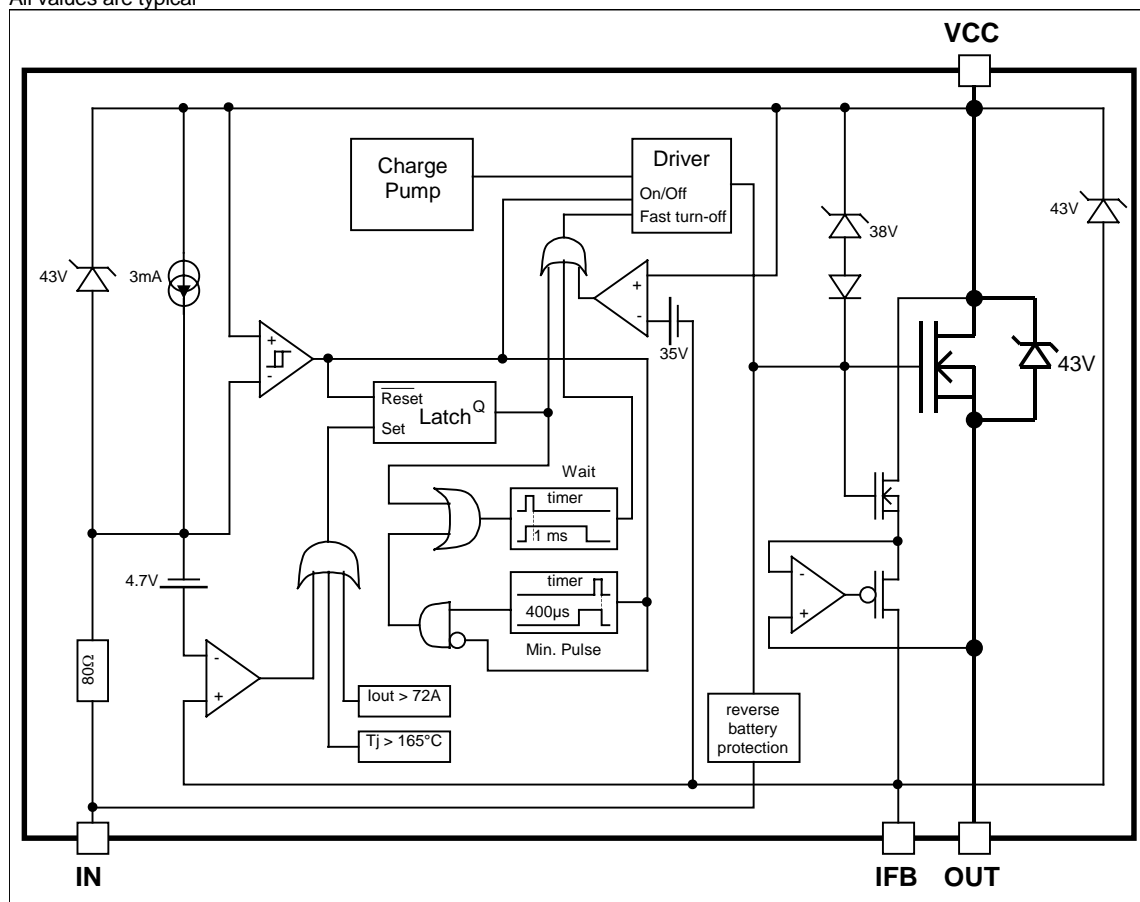 All values are typical
VCC
Charge
Pump
Driver
On/Off
Fast turn-off
43V
3mA
38V
43V
+
-
+
-
35V
43V
Reset
Latch
Q
Set
Wait
timer
1 ms
4.7V
timer
400µs
Min. Pulse
-
+
80Ω
-
+
Iout > 72A
Tj > 165°C
reverse
battery
protection
IN
IFB
OUT